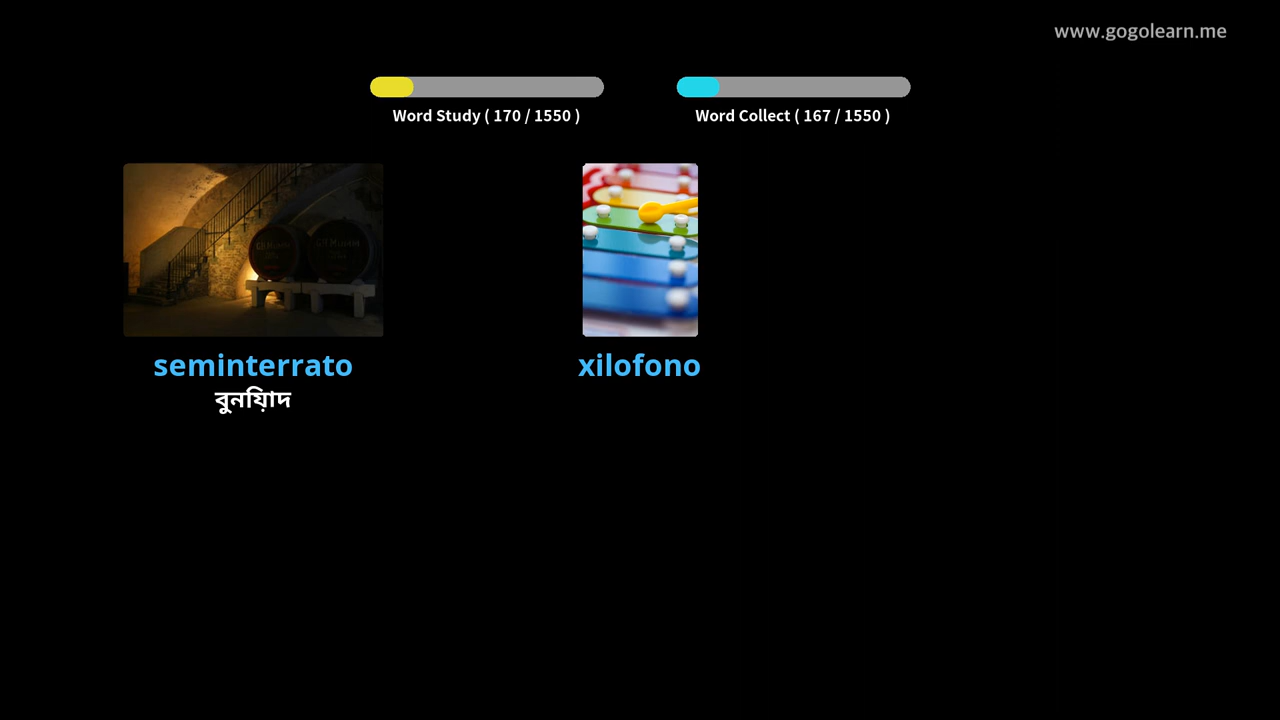 www.gogolearn.me
Word Study ( 170 / 1550 )
Word Collect ( 167 / 1550 )
seminterrato
বুনিয়াদ
xilofono